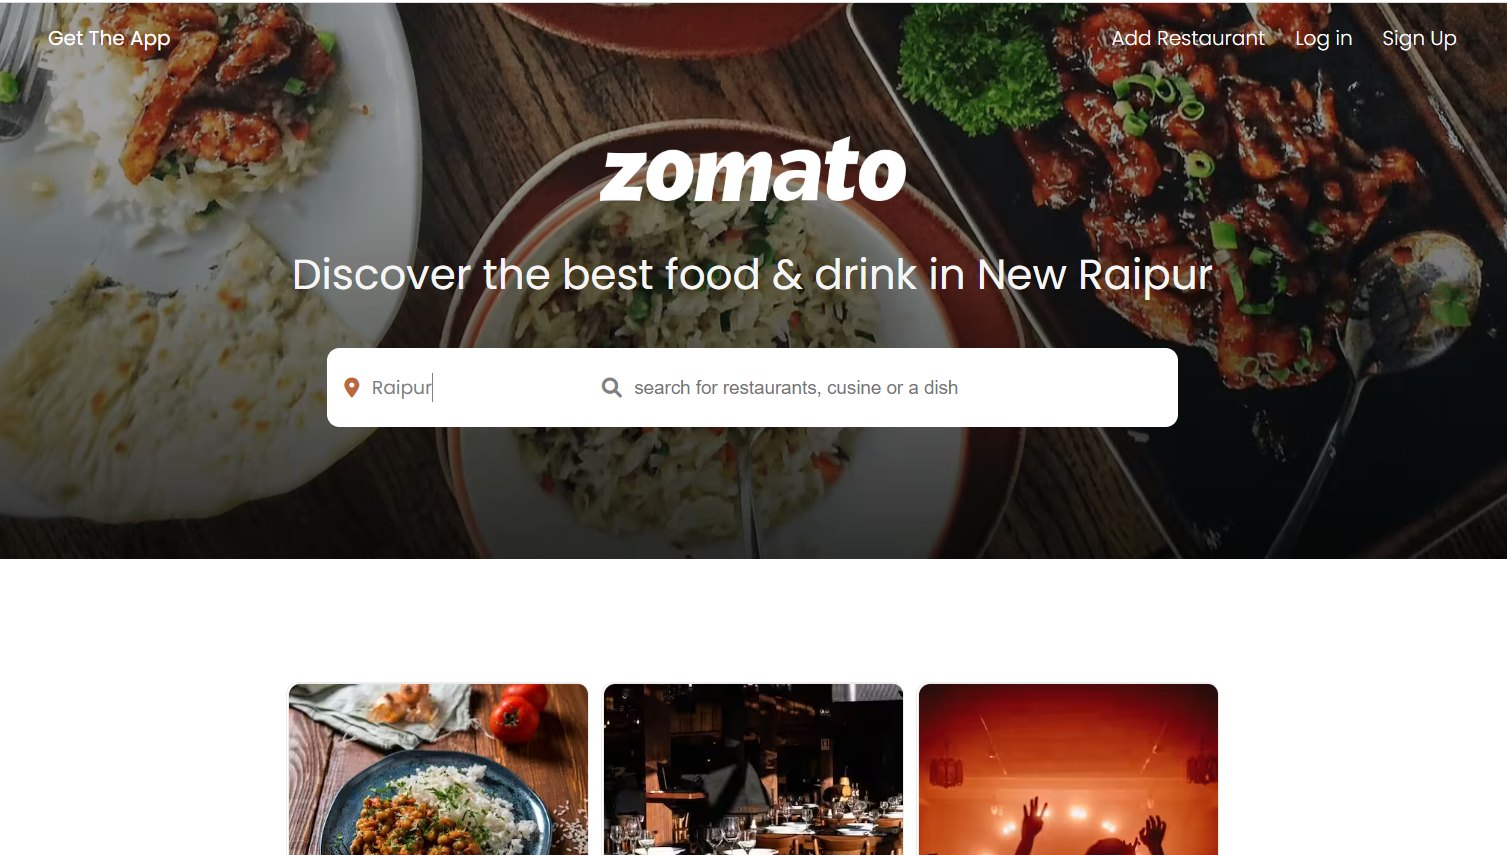 Get The App
Add Restaurant Log in Sign Up
zomato
Discover the best food & drink in New Raipur
Raipur search for restaurants, cusine or a dish